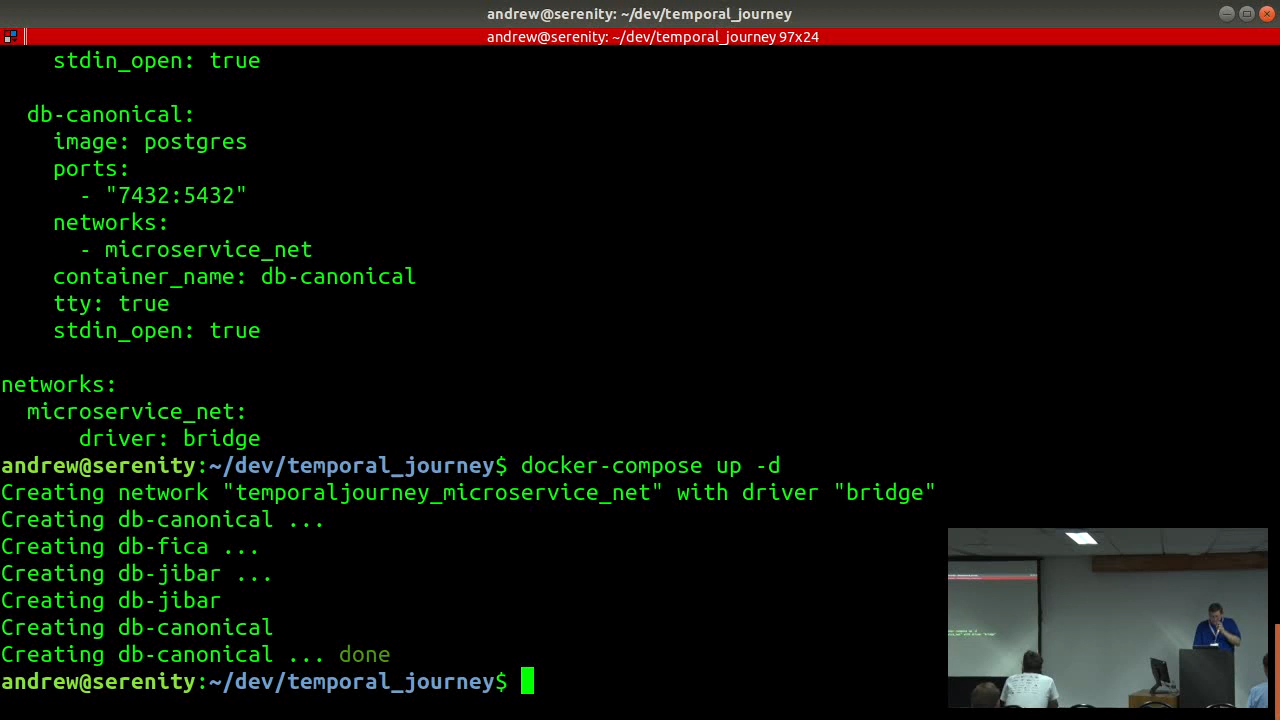 andrew@serenity: ~/dev/temporal_journey
andrew@serenity: ~/dev/temporal_journey 97x24
    stdin_open: true

  db-canonical:
    image: postgres
    ports:
      - "7432:5432"
    networks:
      - microservice_net
    container_name: db-canonical
    tty: true
    stdin_open: true

networks:
  microservice_net:
      driver: bridge
andrew@serenity:~/dev/temporal_journey$ docker-compose up -d
Creating network "temporaljourney_microservice_net" with driver "bridge"
Creating db-canonical ...
Creating db-fica ...
Creating db-jibar ...
Creating db-jibar
Creating db-canonical
Creating db-canonical ... done
andrew@serenity:~/dev/temporal_journey$